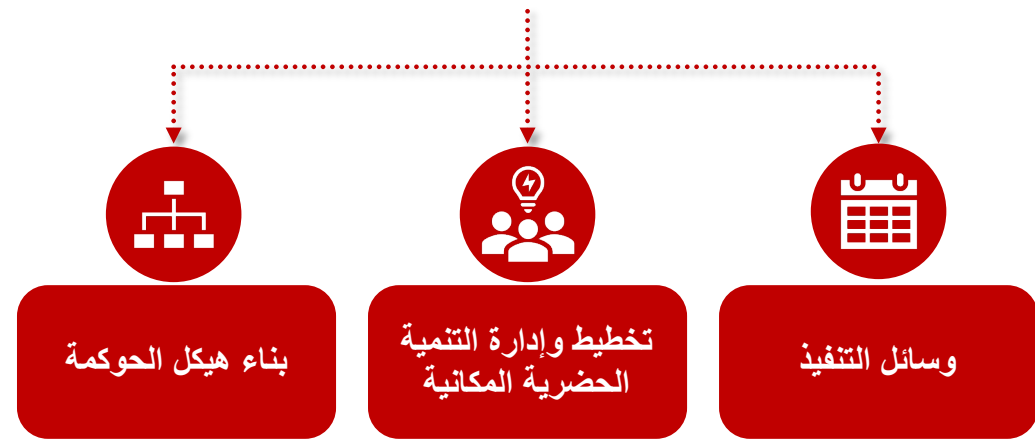 وسائل التنفيذ
تخطيط وإدارة التنمية
الحضرية المكانية
بناء هيكل الحوكمة